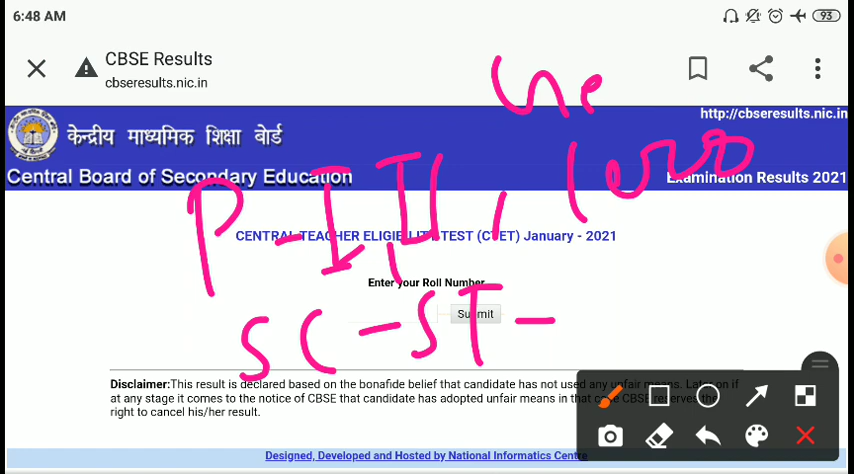 6:48 AM
93
CBSE Results
cbseresults.nic.in
http://cbseresults.nic.in
केन्द्रीय माध्यमिक शिक्षा बोर्ड
Central Board of Secondary Education
Examination Results 2021
P-I, II
CENTRAL TEACHER ELIGIBILITY TEST (CTET) January - 2021
Enter your Roll Number
Submit
SC-ST-
Disclaimer:This result is declared based on the bonafide belief that candidate has not used any unfair means. Later on if
at any stage it comes to the notice of CBSE that candidate has adopted unfair means in that case CBSE reserves the
right to cancel his/her result.
Designed, Developed and Hosted by National Informatics Centre